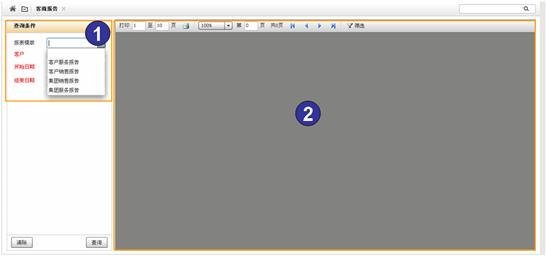 客商报告
查询条件
报表模板
客户
开始日期
结束日期
客户服务报告
客户销售报告
集团销售报告
集团服务报告
清除 查询
1
打印 1 至 10 页 100% 第 0 页 共0页 筛选
2